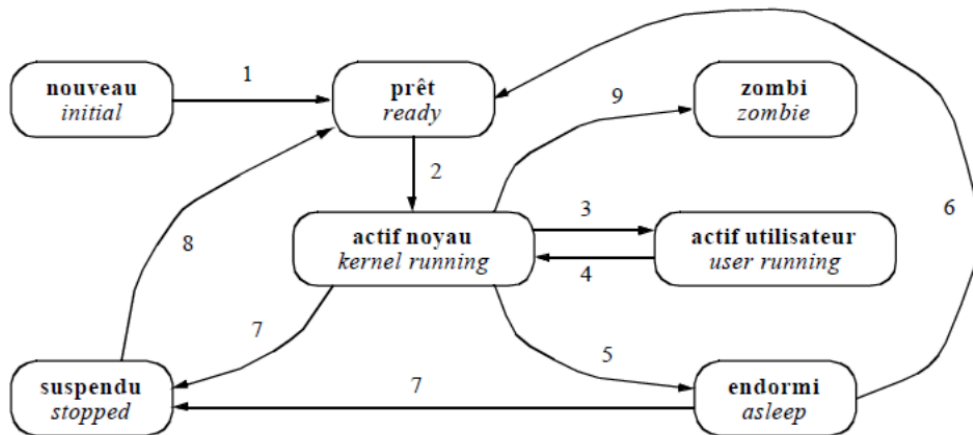 nouveau
initial
1
prêt
ready
9
zombi
zombie
2
8
actif noyau
kernel running
3
4
actif utilisateur
user running
6
7
5
suspendu
stopped
7
endormi
asleep